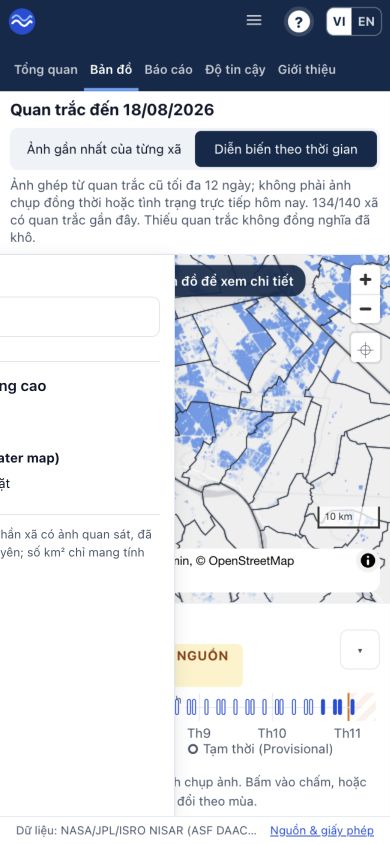 ?
VI EN
Tổng quan Bản đồ Báo cáo Độ tin cậy Giới thiệu
Quan trắc đến 18/08/2026
Ảnh gần nhất của từng xã Diễn biến theo thời gian
Ảnh ghép từ quan trắc cũ tối đa 12 ngày; không phải ảnh
chụp đồng thời hoặc tình trạng trực tiếp hôm nay. 134/140 xã
có quan trắc gần đây. Thiếu quan trắc không đồng nghĩa đã
khô.
đồ để xem chi tiết
+
−
ng cao
ater map)
ặt
hần xã có ảnh quan sát, đã
yên; số km² chỉ mang tính
10 km
nin, © OpenStreetMap
NGUỒN
Th9 Th10 Th11
Tạm thời (Provisional)
h chụp ảnh. Bấm vào chấm, hoặc
đổi theo mùa.
Dữ liệu: NASA/JPL/ISRO NISAR (ASF DAAC... Nguồn & giấy phép